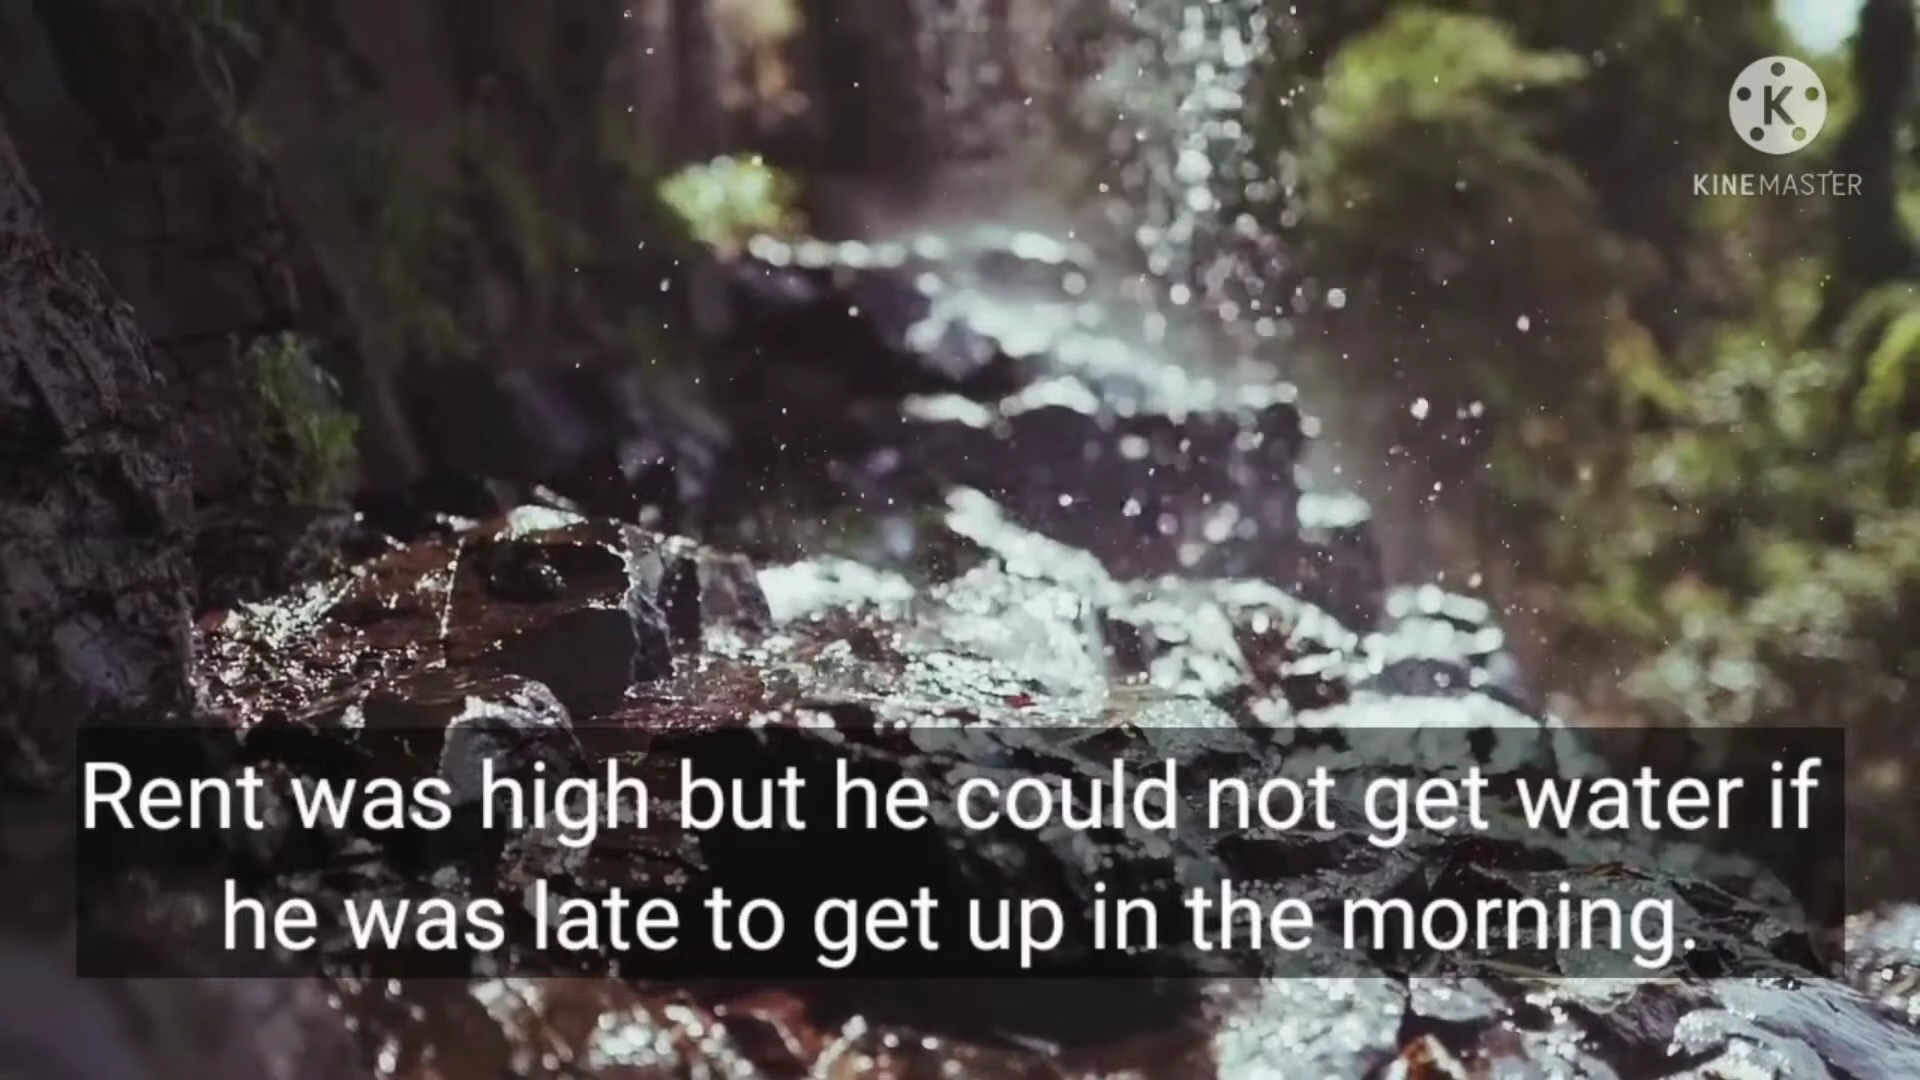 K
KINEMASTER
Rent was high but he could not get water if
he was late to get up in the morning.